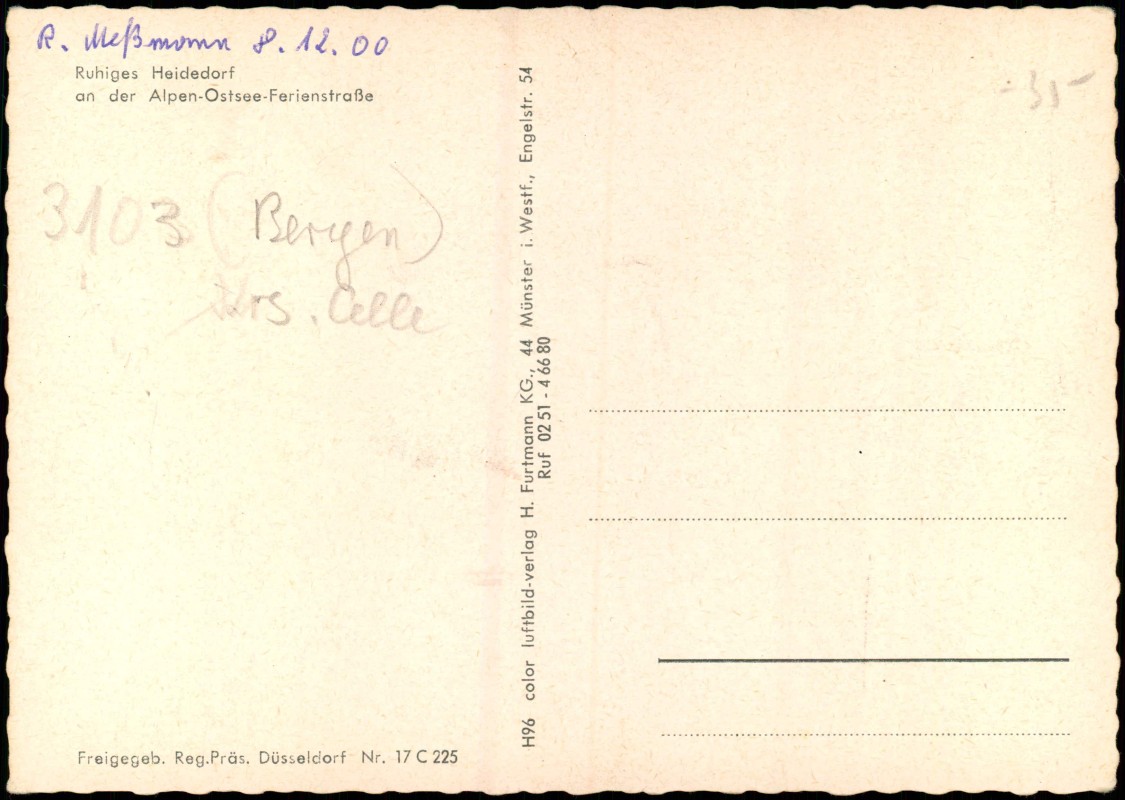 R. Meßmann 8.12.00
Ruhiges Heidedorf
an der Alpen-Ostsee-Ferienstraße
-35-
3103 (Bergen)
Krs. Celle
H96 color luftbild-verlag H. Furtmann KG., 44 Münster i. Westf., Engelstr. 54
Ruf 02 51 - 4 66 80
Freigegeb. Reg.Präs. Düsseldorf Nr. 17 C 225